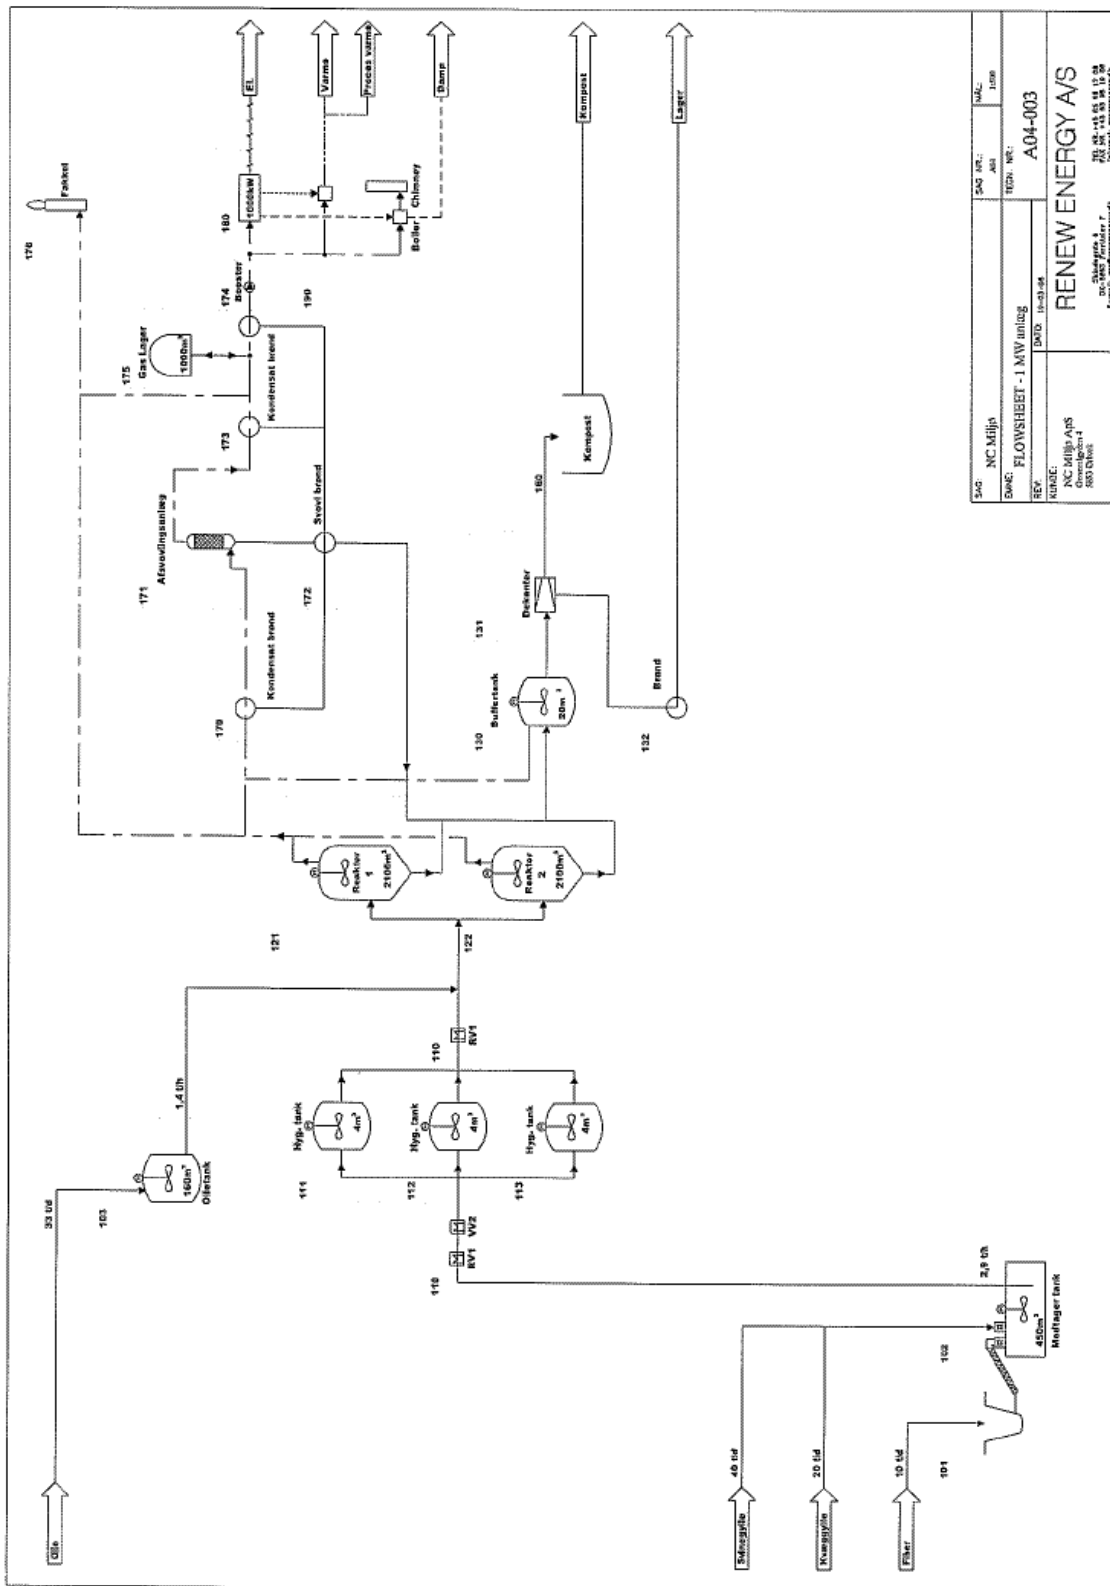 Olie
33 t/d
103
160m³
Olietank
1,4 t/h
Svinegylle
40 t/d
Kvæggylle
20 t/d
Fiber
10 t/d
101
102
450m³
Modtager tank
2,9 t/h
110
RV1
VV2
111
112
113
Hyg. tank
4m³
Hyg. tank
4m³
Hyg. tank
4m³
110
RV1
121
122
Reaktor
1
2100m³
Reaktor
2
2100m³
130
Buffertank
20m³
131
Dekanter
132
Brønd
160
Kompost
170
Kondensat brønd
171
Afsvovlingsanlæg
172
Svovl brønd
173
Kondensat brønd
174
Booster
175
Gas Lager
1000m³
176
Fakkel
180
1000kW
190
Boiler
Chimney
EL
Varme
Proces varme
Damp
Kompost
Lager
SAG:
NC Miljø
SAG NR.:
A04
MÅL:
EMNE:
FLOWSHEET - 1 MW anlæg
TEGN. NR.:
A04-003
REV:
DATO:
KUNDE:
NC Miljø ApS
RENEW ENERGY A/S